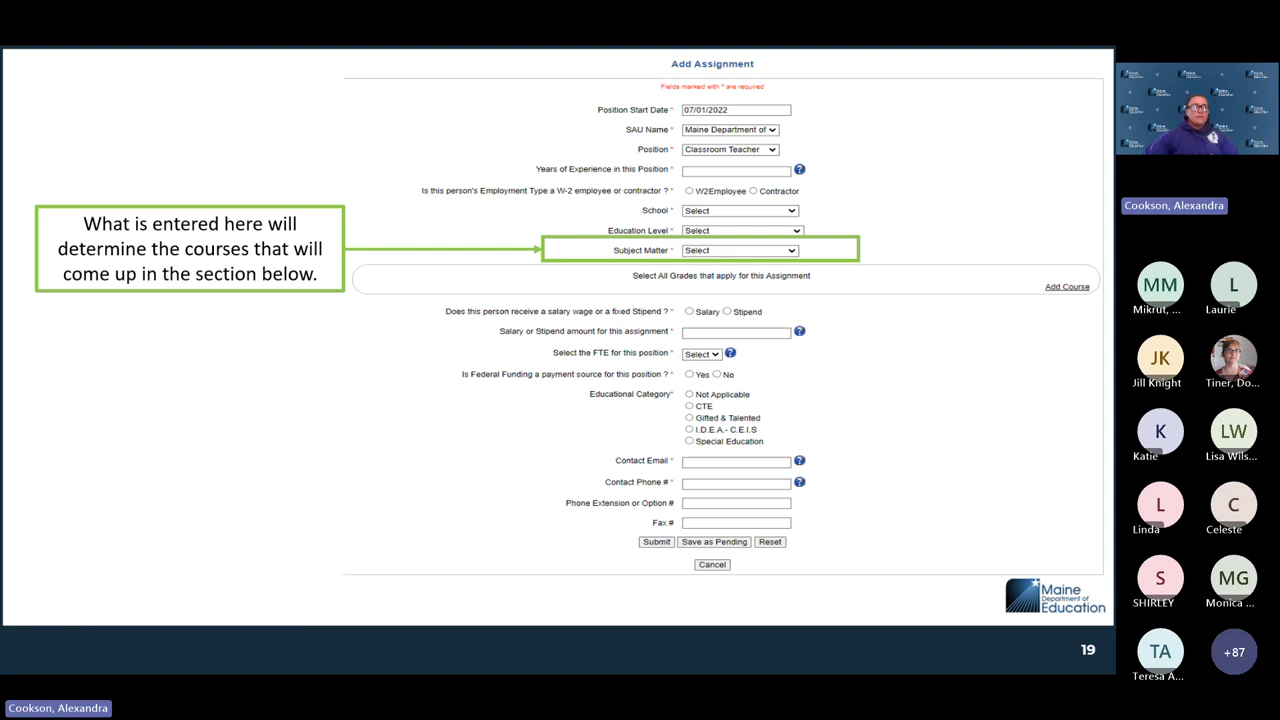 Add Assignment
Fields marked with * are required
Position Start Date * 07/01/2022
SAU Name * Maine Department of
Position * Classroom Teacher
Years of Experience in this Position *
Is this person's Employment Type a W-2 employee or contractor ? * W2Employee Contractor
School * Select
Education Level * Select
Subject Matter * Select
What is entered here will
determine the courses that will
come up in the section below.
Select All Grades that apply for this Assignment
Add Course
Does this person receive a salary wage or a fixed Stipend ? * Salary Stipend
Salary or Stipend amount for this assignment *
Select the FTE for this position * Select
Is Federal Funding a payment source for this position ? * Yes No
Educational Category* Not Applicable
CTE
Gifted & Talented
I.D.E.A.- C.E.I.S
Special Education
Contact Email *
Contact Phone # *
Phone Extension or Option #
Fax #
Submit Save as Pending Reset
Cancel
Maine
Department of
Education
19
Cookson, Alexandra
MM L
Mikrut, ... Laurie
JK
Jill Knight Tiner, Do...
K LW
Katie Lisa Wils...
L C
Linda Celeste
S MG
SHIRLEY Monica ...
TA +87
Teresa A...
Cookson, Alexandra